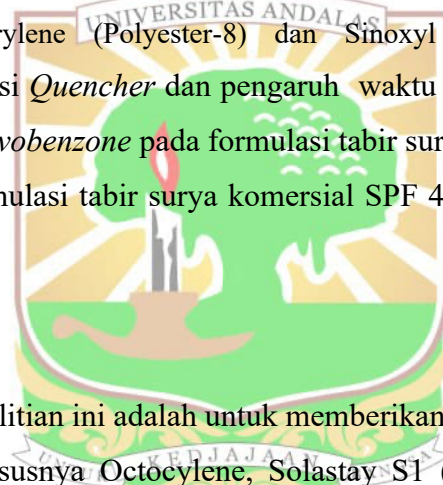 UNIVERSITAS ANDALAS
rylene (Polyester-8) dan Sinoxyl
si Quencher dan pengaruh waktu
vobenzone pada formulasi tabir sur
mulasi tabir surya komersial SPF 4
litian ini adalah untuk memberikan
KEDJAJAAN
susnya Octocylene, Solastay S1 (